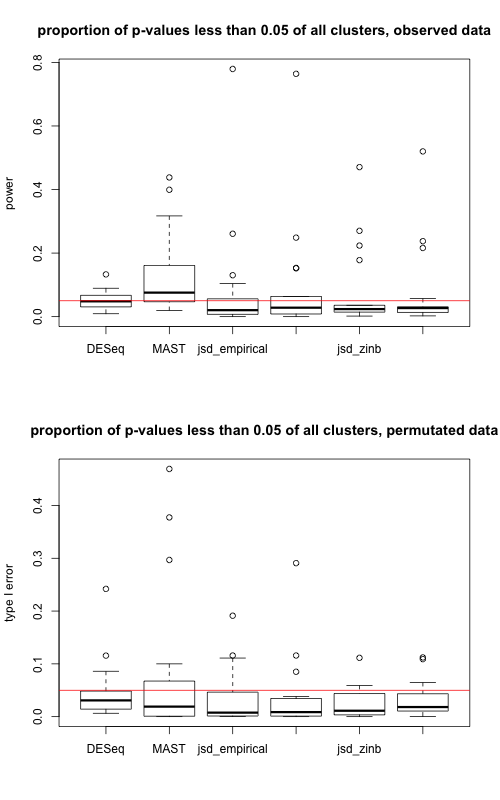 proportion of p-values less than 0.05 of all clusters, observed data
power
0.8
0.6
0.4
0.2
0.0
DESeq MAST jsd_empirical jsd_zinb
proportion of p-values less than 0.05 of all clusters, permutated data
type I error
0.4
0.3
0.2
0.1
0.0
DESeq MAST jsd_empirical jsd_zinb